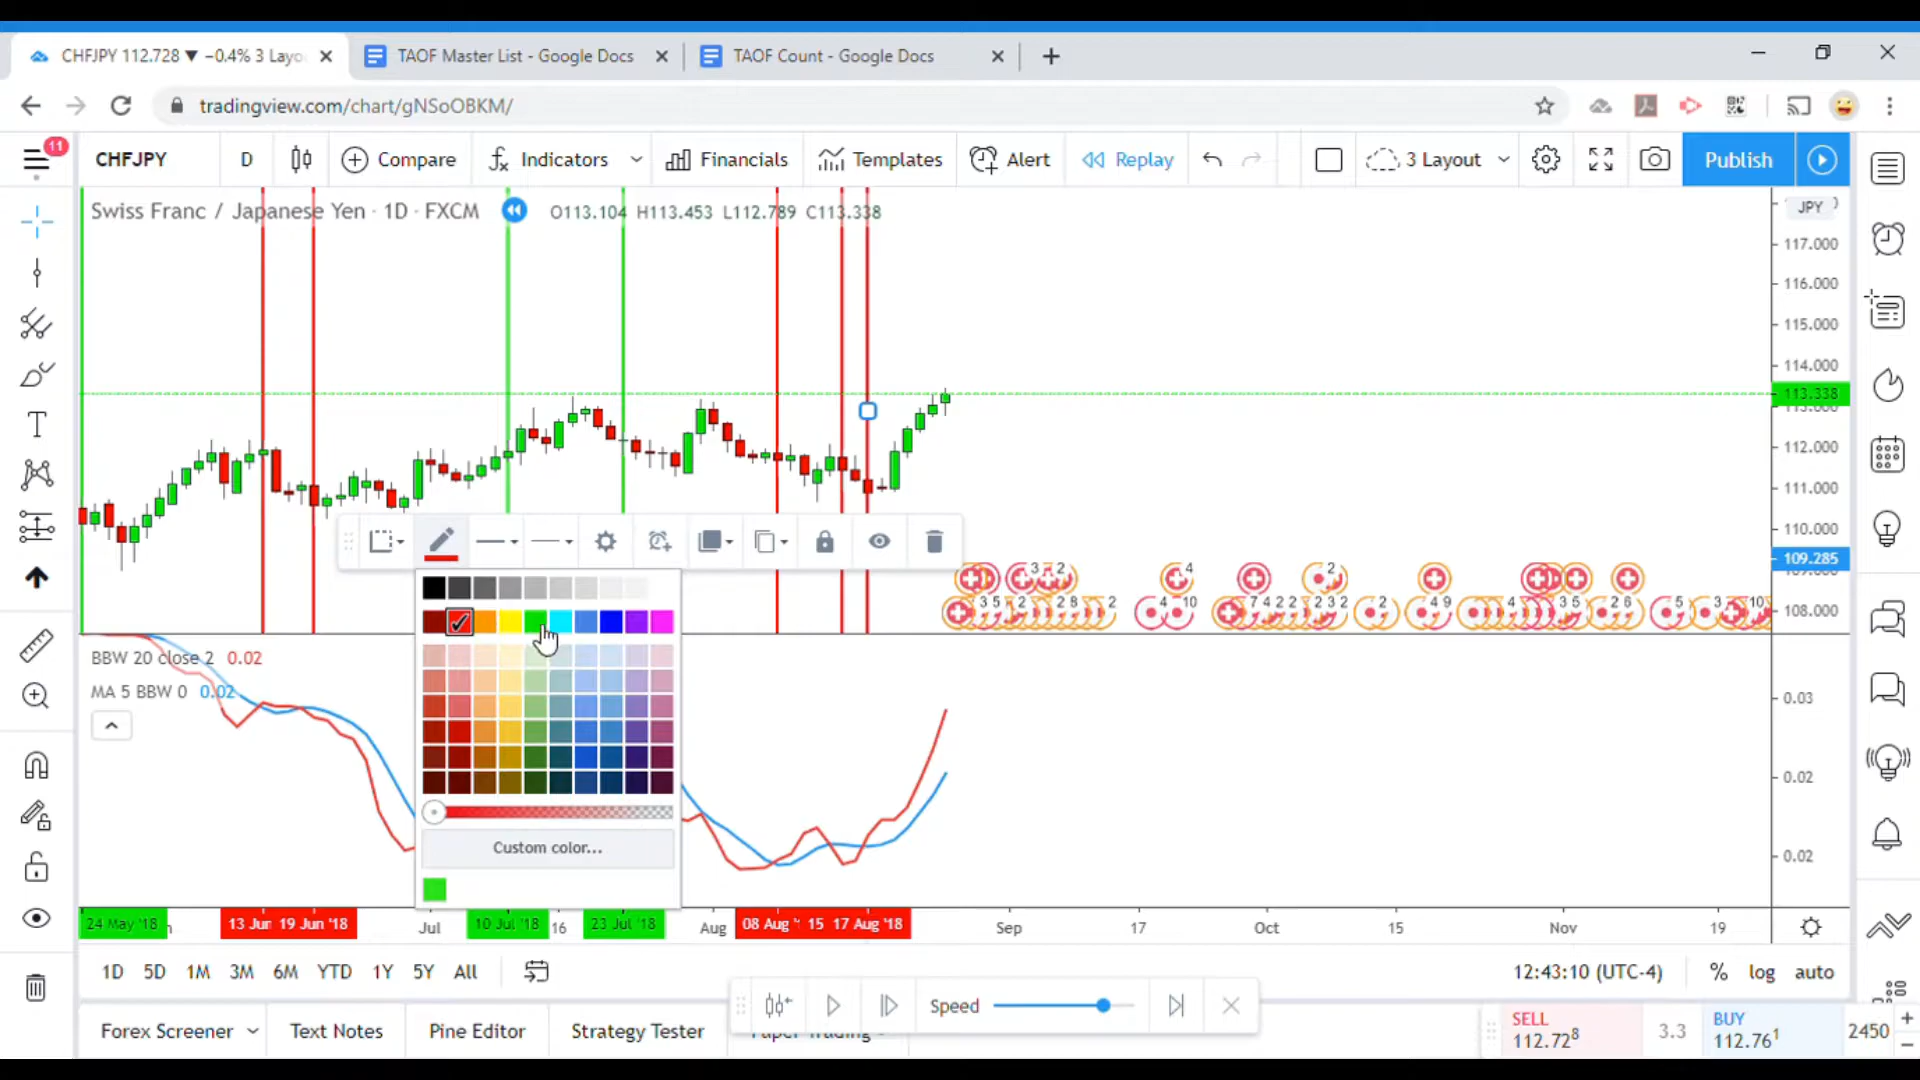 CHFJPY 112.728 ▼ −0.4% 3 Layo
TAOF Master List - Google Docs
TAOF Count - Google Docs
tradingview.com/chart/gNSoOBKM/
11
CHFJPY
D
Compare
Indicators
Financials
Templates
Alert
Replay
3 Layout
Publish
Swiss Franc / Japanese Yen · 1D · FXCM
O113.104 H113.453 L112.789 C113.338
JPY
117.000
116.000
115.000
114.000
113.338
113.000
112.000
111.000
110.000
109.285
108.000
BBW 20 close 2 0.02
MA 5 BBW 0 0.02
0.03
0.02
0.02
Custom color...
24 May '18
13 Jun
19 Jun '18
Jul
10 Jul '18
16
23 Jul '18
Aug
08 Aug '
15
17 Aug '18
Sep
17
Oct
15
Nov
19
1D 5D 1M 3M 6M YTD 1Y 5Y All
12:43:10 (UTC-4)
% log auto
Speed
Forex Screener
Text Notes
Pine Editor
Strategy Tester
Paper Trading
SELL
112.728
3.3
BUY
112.761
2450